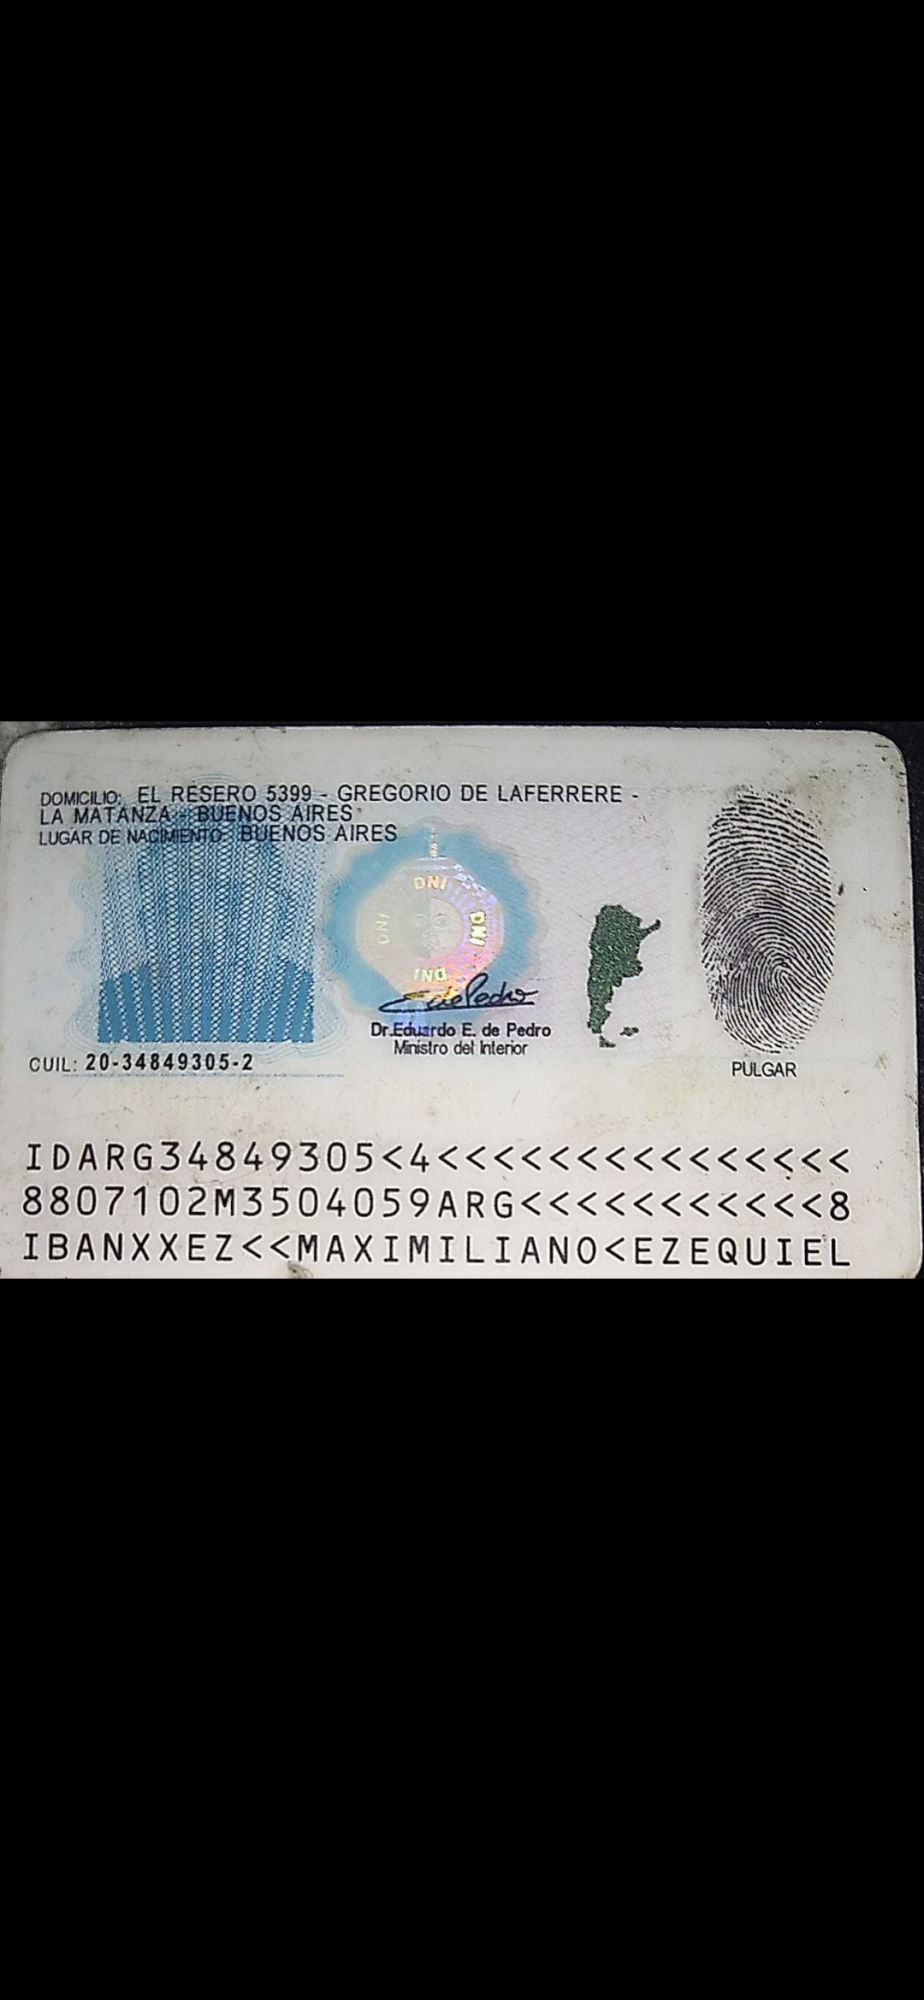 DOMICILIO: EL RESERO 5399 - GREGORIO DE LAFERRERE -
LA MATANZA - BUENOS AIRES
LUGAR DE NACIMIENTO: BUENOS AIRES
DNI
DNI
DNI
DNI
Dr.Eduardo E. de Pedro
Ministro del Interior
CUIL: 20-34849305-2
PULGAR
IDARG34849305<4<<<<<<<<<<<<<<<
8807102M3504059ARG<<<<<<<<<<<8
IBANXXEZ<<MAXIMILIANO<EZEQUIEL